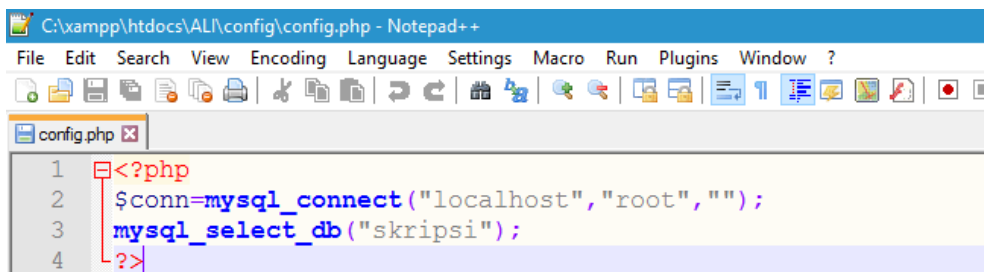 C:\xampp\htdocs\ALI\config\config.php - Notepad++
File Edit Search View Encoding Language Settings Macro Run Plugins Window ?
config.php
1 <?php
2 $conn=mysql_connect("localhost","root","");
3 mysql_select_db("skripsi");
4 ?>